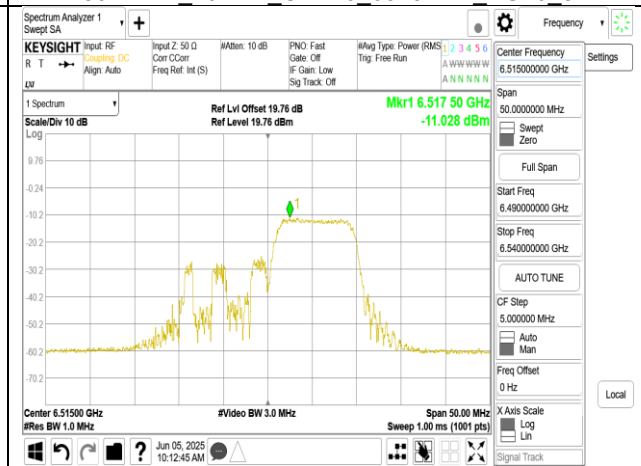 Spectrum Analyzer 1
Swept SA
Frequency
KEYSIGHT Input: RF
Coupling: DC
Align: Auto
R T
LXI
Input Z: 50 Ω
Corr CCorr
Freq Ref: Int (S)
#Atten: 10 dB
PNO: Fast
Gate: Off
IF Gain: Low
Sig Track: Off
#Avg Type: Power (RMS
Trig: Free Run
1 2 3 4 5 6
A W W W W W
A N N N N N
Center Frequency
6.515000000 GHz
Settings
Span
50.0000000 MHz
Swept
Zero
Full Span
Start Freq
6.490000000 GHz
Stop Freq
6.540000000 GHz
AUTO TUNE
CF Step
5.000000 MHz
Auto
Man
Freq Offset
0 Hz
X Axis Scale
Log
Lin
Signal Track
Local
1 Spectrum
Scale/Div 10 dB
Ref Lvl Offset 19.76 dB
Ref Level 19.76 dBm
Mkr1 6.517 50 GHz
-11.028 dBm
Log
9.76
-0.24
-10.2
-20.2
-30.2
-40.2
-50.2
-60.2
-70.2
1
Center 6.51500 GHz
#Res BW 1.0 MHz
#Video BW 3.0 MHz
Span 50.00 MHz
Sweep 1.00 ms (1001 pts)
Jun 05, 2025
10:12:45 AM